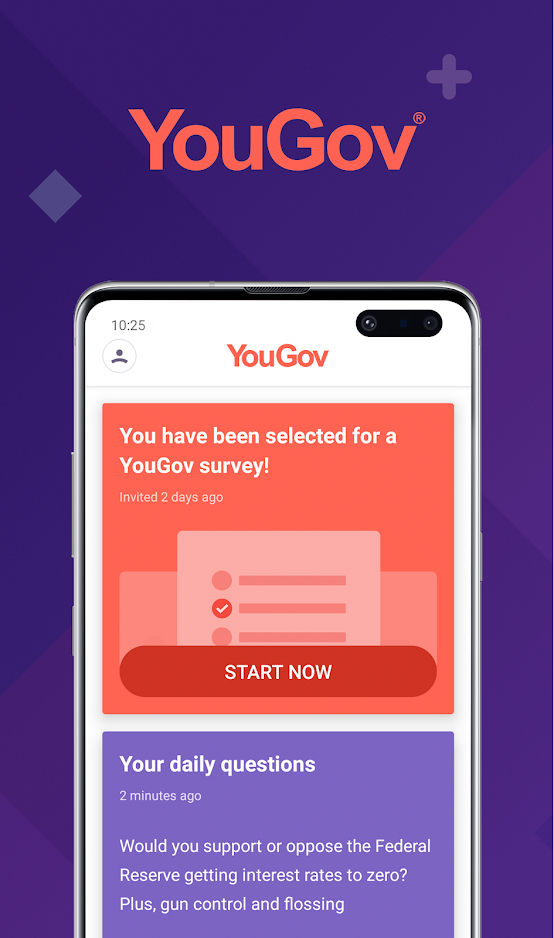 YouGov®
10:25
YouGov
You have been selected for a
YouGov survey!
Invited 2 days ago
START NOW
Your daily questions
2 minutes ago
Would you support or oppose the Federal
Reserve getting interest rates to zero?
Plus, gun control and flossing